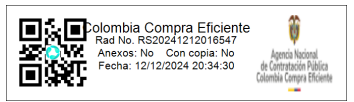 Colombia Compra Eficiente
Rad No. RS20241212016547
Anexos: No Con copia: No
Fecha: 12/12/2024 20:34:30
Agencia Nacional
de Contratación Pública
Colombia Compra Eficiente